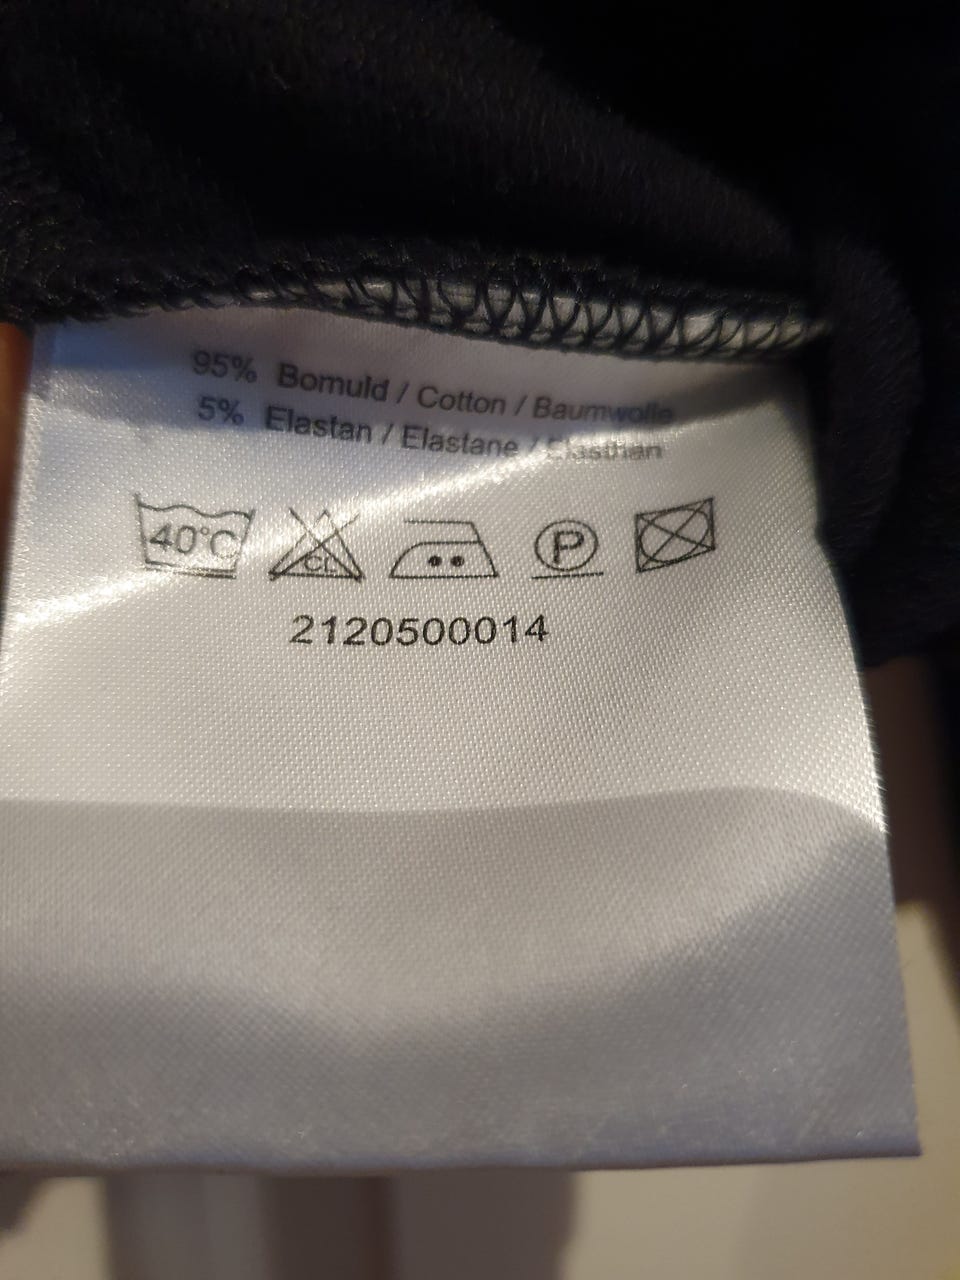 95% Bomuld / Cotton / Baumwolle
5% Elastan / Elastane / Elasthan
40°C CL P
2120500014